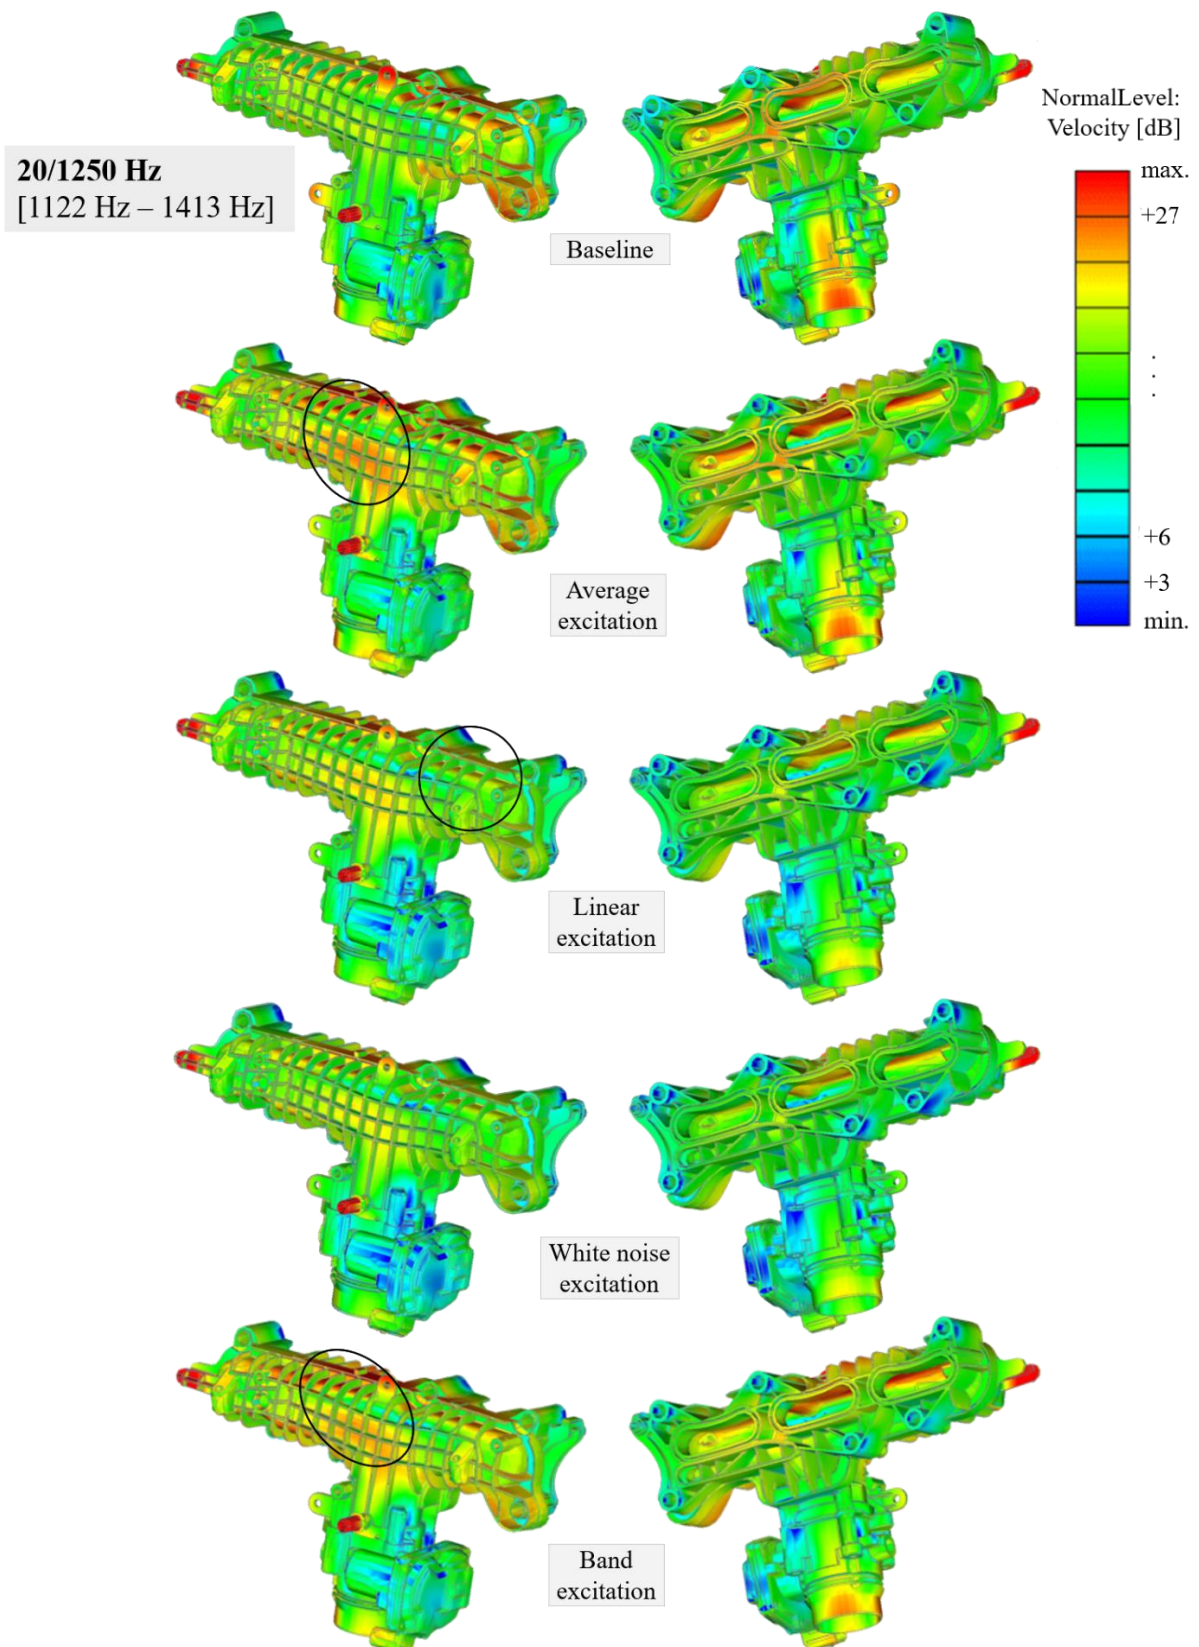 NormalLevel:
Velocity [dB]
max.
+27
+6
+3
min.
20/1250 Hz
[1122 Hz – 1413 Hz]
Baseline
Average
excitation
Linear
excitation
White noise
excitation
Band
excitation